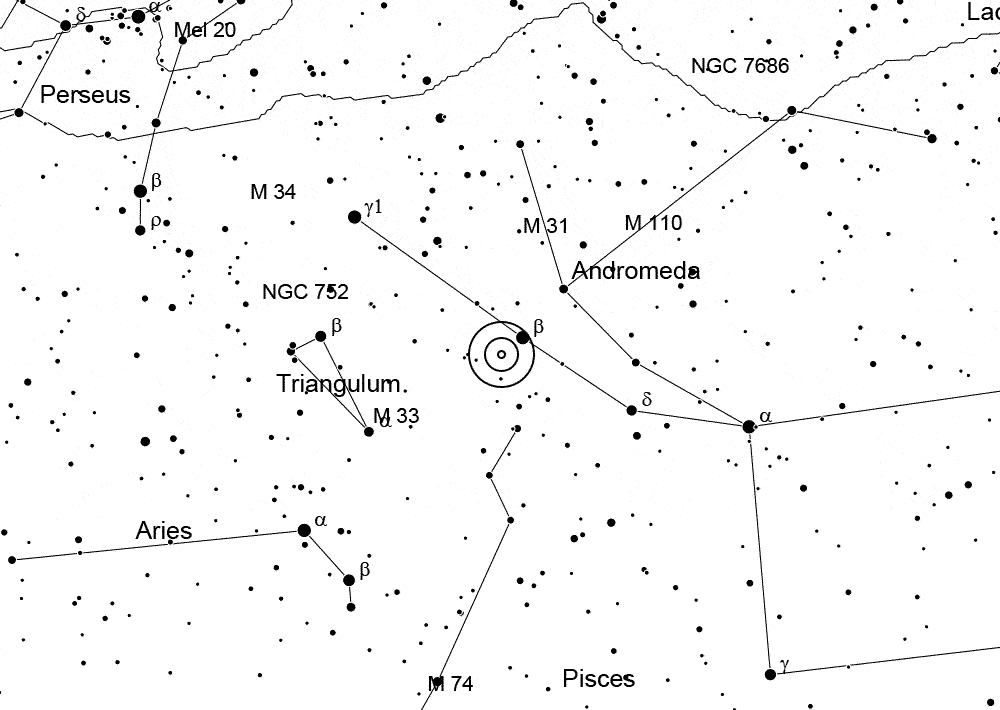 δ
α
Mel 20
Lac
NGC 7686
Perseus
β
M 34
γ1
ρ
M 31
M 110
Andromeda
NGC 752
β
β
Triangulum
M 33
α
δ
α
Aries
α
β
γ
M 74
Pisces